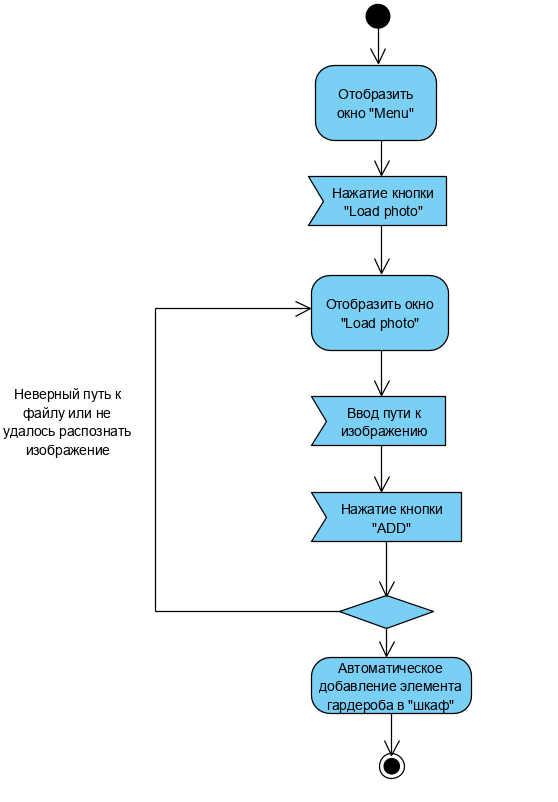 Отобразить
окно "Menu"
Нажатие кнопки
"Load photo"
Отобразить окно
"Load photo"
Неверный путь к
файлу или не
удалось распознать
изображение
Ввод пути к
изображению
Нажатие кнопки
"ADD"
Автоматическое
добавление элемента
гардероба в "шкаф"